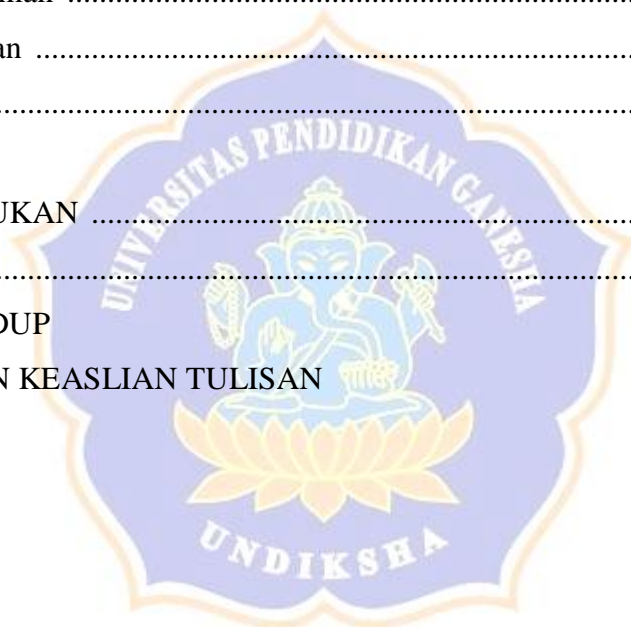 an ........................................................................
........................................................................
UKAN ........................................................................
........................................................................
DUP
N KEASLIAN TULISAN
UNIVERSITAS PENDIDIKAN GANESHA
UNDIKSHA